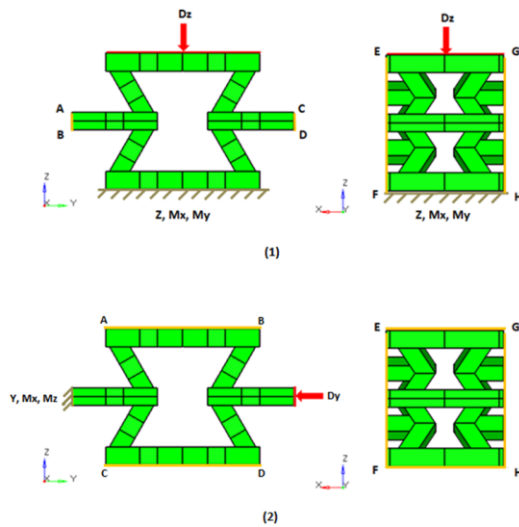 Dz
Dz
E G
A C
B D
F H
Z
X Y
Z, Mx, My
Z
X Y
Z, Mx, My
(1)
A B
E G
Y, Mx, Mz
Dy
C D
F H
Z
X Y
Z
X Y
(2)